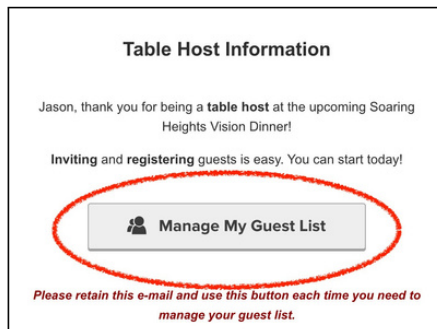 Table Host Information
Jason, thank you for being a table host at the upcoming Soaring
Heights Vision Dinner!
Inviting and registering guests is easy. You can start today!
Manage My Guest List
Please retain this e-mail and use this button each time you need to
manage your guest list.